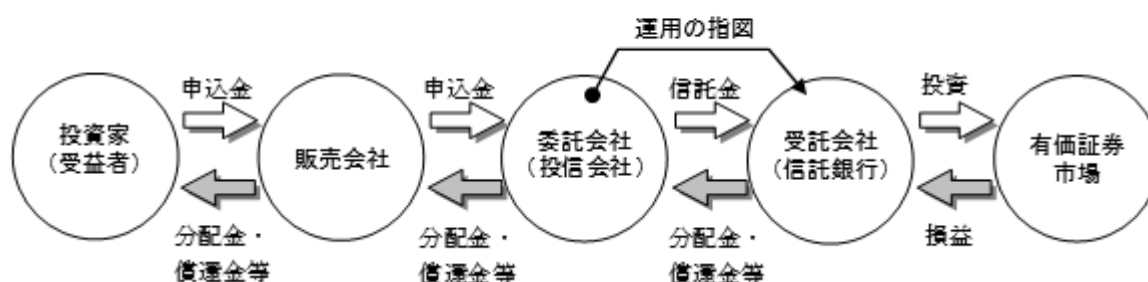 運用の指図
申込金
申込金
信託金
投資
投資家
（受益者）
販売会社
委託会社
（投信会社）
受託会社
（信託銀行）
有価証券
市場
分配金・
償還金等
分配金・
償還金等
分配金・
償還金等
損益